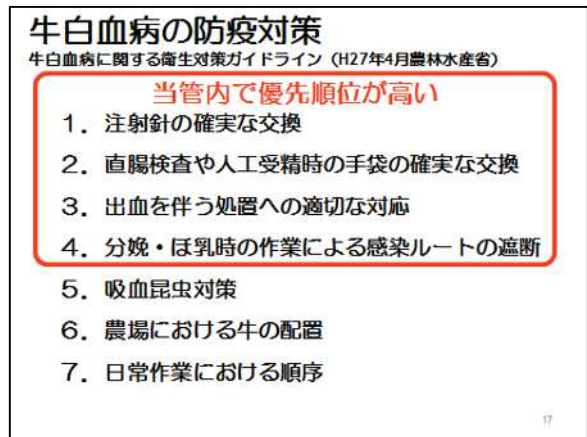 牛白血病の防疫対策
牛白血病に関する衛生対策ガイドライン（H27年4月農林水産省）
当管内で優先順位が高い
1．注射針の確実な交換
2．直腸検査や人工受精時の手袋の確実な交換
3．出血を伴う処置への適切な対応
4．分娩・ほ乳時の作業による感染ルートの遮断
5．吸血昆虫対策
6．農場における牛の配置
7．日常作業における順序
17